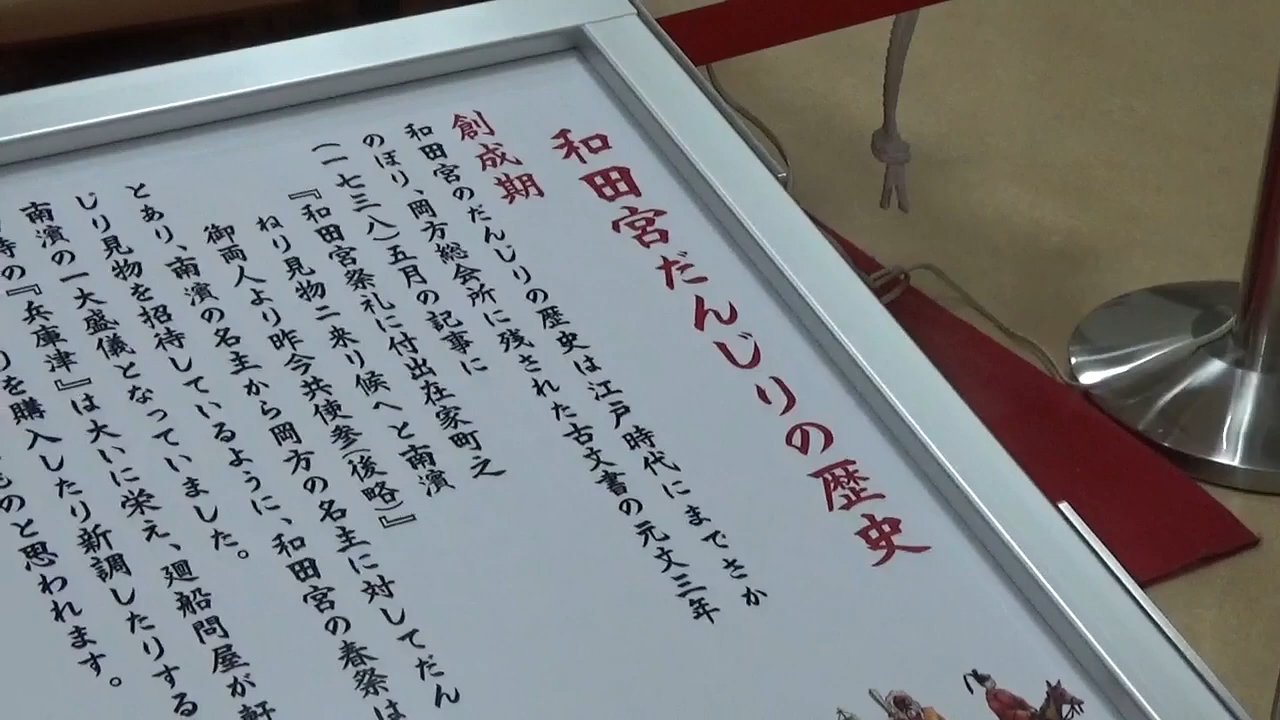 和田宮だんじりの歴史
創成期
和田宮のだんじりの歴史は江戸時代にまでさか
のぼり、岡方総会所に残された古文書の元文三年
(一七三八)五月の記事に
『和田宮祭礼に付出在家町之
ねり見物ニ来り候へと南濱
御両人より昨今共使参(後略)』
とあり、南濱の名主から岡方の名主に対してだん
じり見物を招待しているように、和田宮の春祭は
南濱の一大盛儀となっていました。
時の『兵庫津』は大いに栄え、廻船問屋が軒
を購入したり新調したりする
のと思われます。